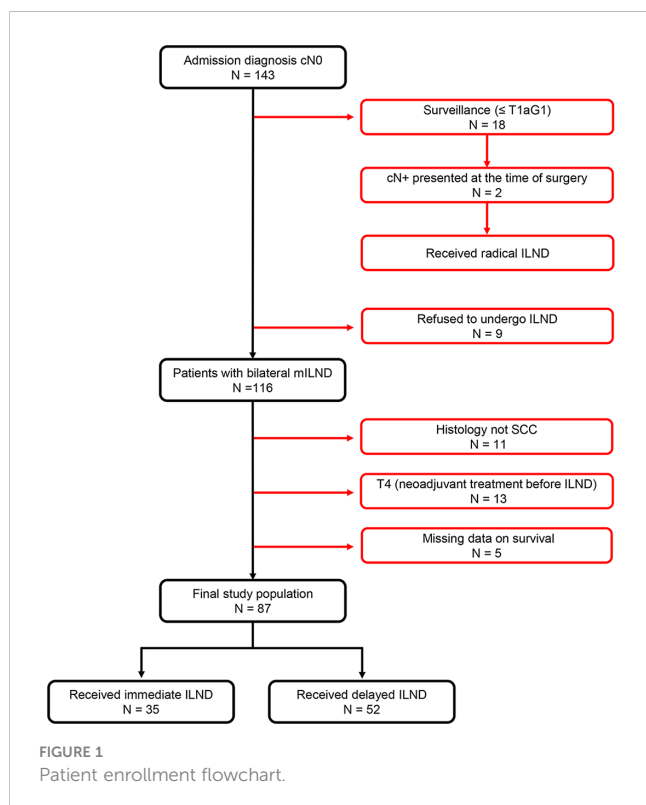 Admission diagnosis cN0
N = 143
Surveillance (≤ T1aG1)
N = 18
cN+ presented at the time of surgery
N = 2
Received radical ILND
Refused to undergo ILND
N = 9
Patients with bilateral mILND
N =116
Histology not SCC
N = 11
T4 (neoadjuvant treatment before ILND)
N = 13
Missing data on survival
N = 5
Final study population
N = 87
Received immediate ILND
N = 35
Received delayed ILND
N = 52
FIGURE 1
Patient enrollment flowchart.